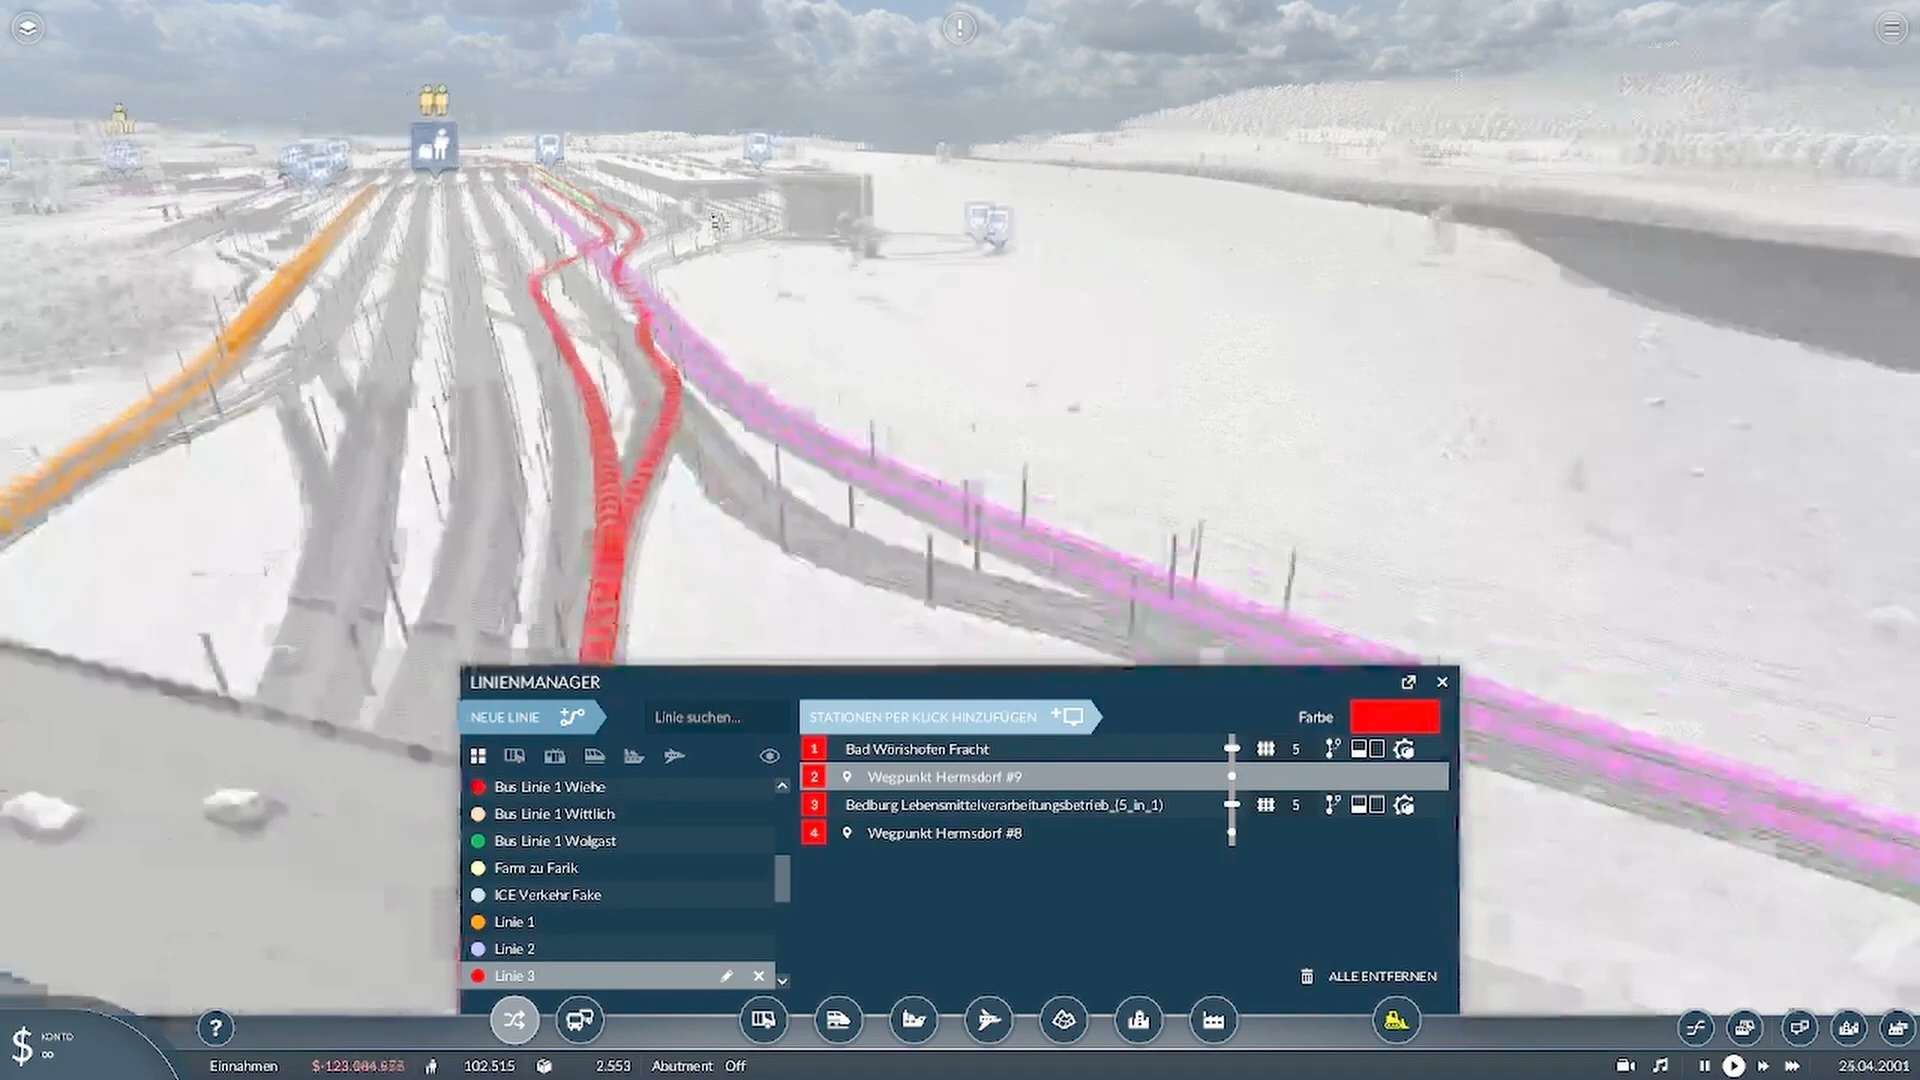 LINIENMANAGER
NEUE LINIE
Linie suchen...
STATIONEN PER KLICK HINZUFÜGEN
Farbe
1 Bad Wörishofen Fracht 5
2 Wegpunkt Hermsdorf #9
3 Bedburg Lebensmittelverarbeitungsbetrieb_(5_in_1) 5
4 Wegpunkt Hermsdorf #8
Bus Linie 1 Wiehe
Bus Linie 1 Wittlich
Bus Linie 1 Wolgast
Farm zu Farik
ICE Verkehr Fake
Linie 1
Linie 2
Linie 3
ALLE ENTFERNEN
?
$ KONTO
∞
Einnahmen
102.515
2.553
Abutment Off